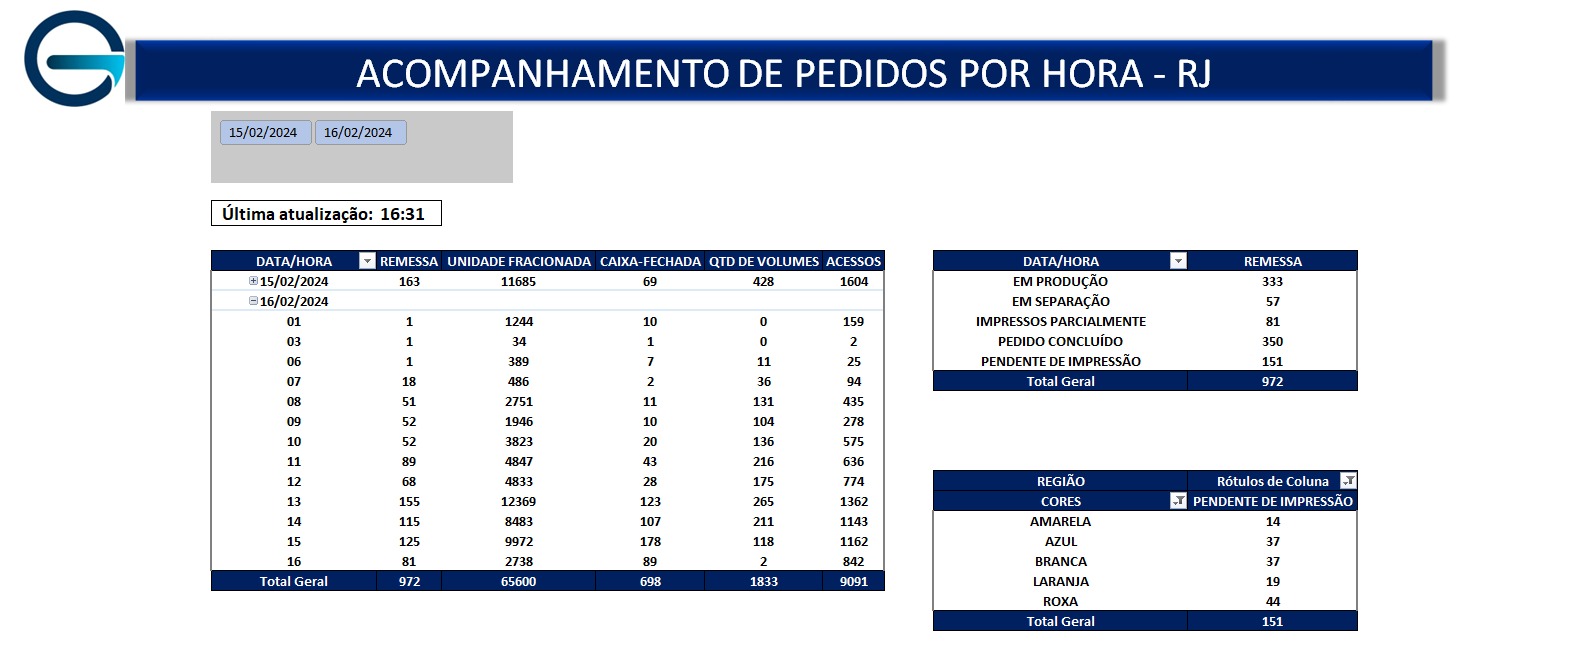 ACOMPANHAMENTO DE PEDIDOS POR HORA - RJ
15/02/2024 16/02/2024
Última atualização: 16:31
DATA/HORA REMESSA UNIDADE FRACIONADA CAIXA-FECHADA QTD DE VOLUMES ACESSOS
15/02/2024 163 11685 69 428 1604
16/02/2024
01 1 1244 10 0 159
03 1 34 1 0 2
06 1 389 7 11 25
07 18 486 2 36 94
08 51 2751 11 131 435
09 52 1946 10 104 278
10 52 3823 20 136 575
11 89 4847 43 216 636
12 68 4833 28 175 774
13 155 12369 123 265 1362
14 115 8483 107 211 1143
15 125 9972 178 118 1162
16 81 2738 89 2 842
Total Geral 972 65600 698 1833 9091
DATA/HORA REMESSA
EM PRODUÇÃO 333
EM SEPARAÇÃO 57
IMPRESSOS PARCIALMENTE 81
PEDIDO CONCLUÍDO 350
PENDENTE DE IMPRESSÃO 151
Total Geral 972
REGIÃO Rótulos de Coluna
CORES PENDENTE DE IMPRESSÃO
AMARELA 14
AZUL 37
BRANCA 37
LARANJA 19
ROXA 44
Total Geral 151